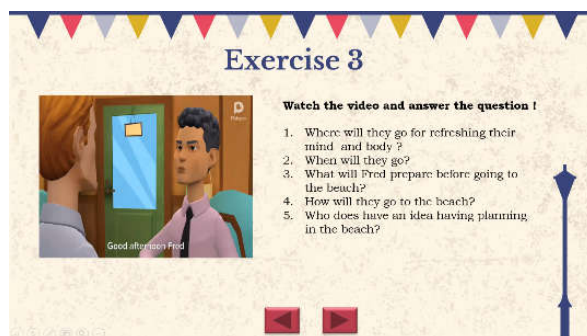 Exercise 3
Watch the video and answer the question !
1. Where will they go for refreshing their
mind and body ?
2. When will they go?
3. What will Fred prepare before going to
the beach?
4. How will they go to the beach?
5. Who does have an idea having planning
in the beach?
Good afternoon Fred